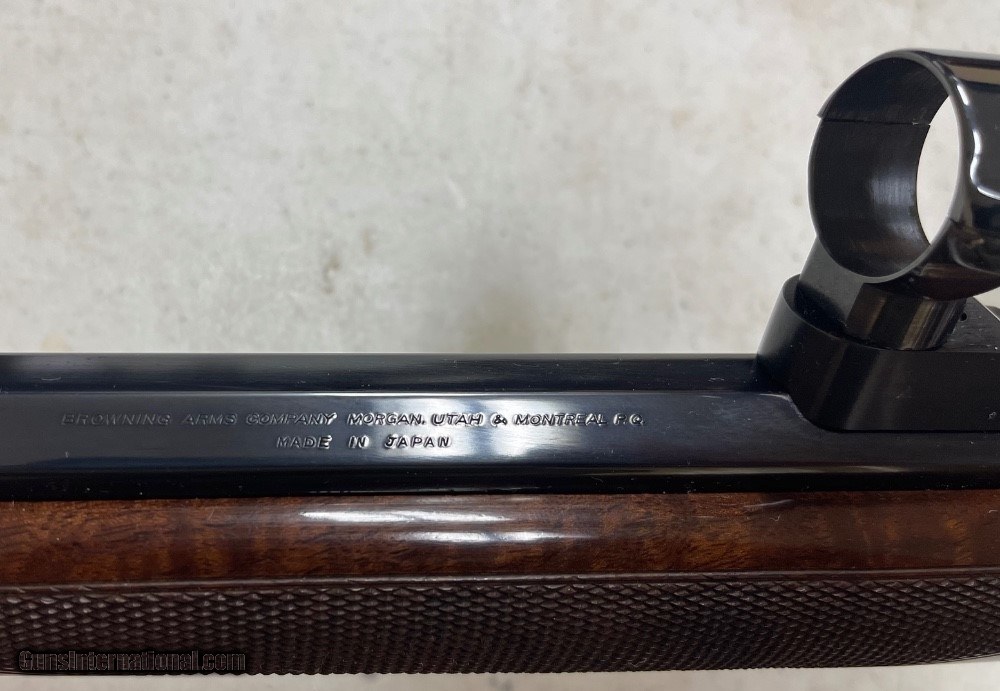 BROWNING ARMS COMPANY MORGAN, UTAH & MONTREAL P.Q.
MADE IN JAPAN
GunsInternational.com